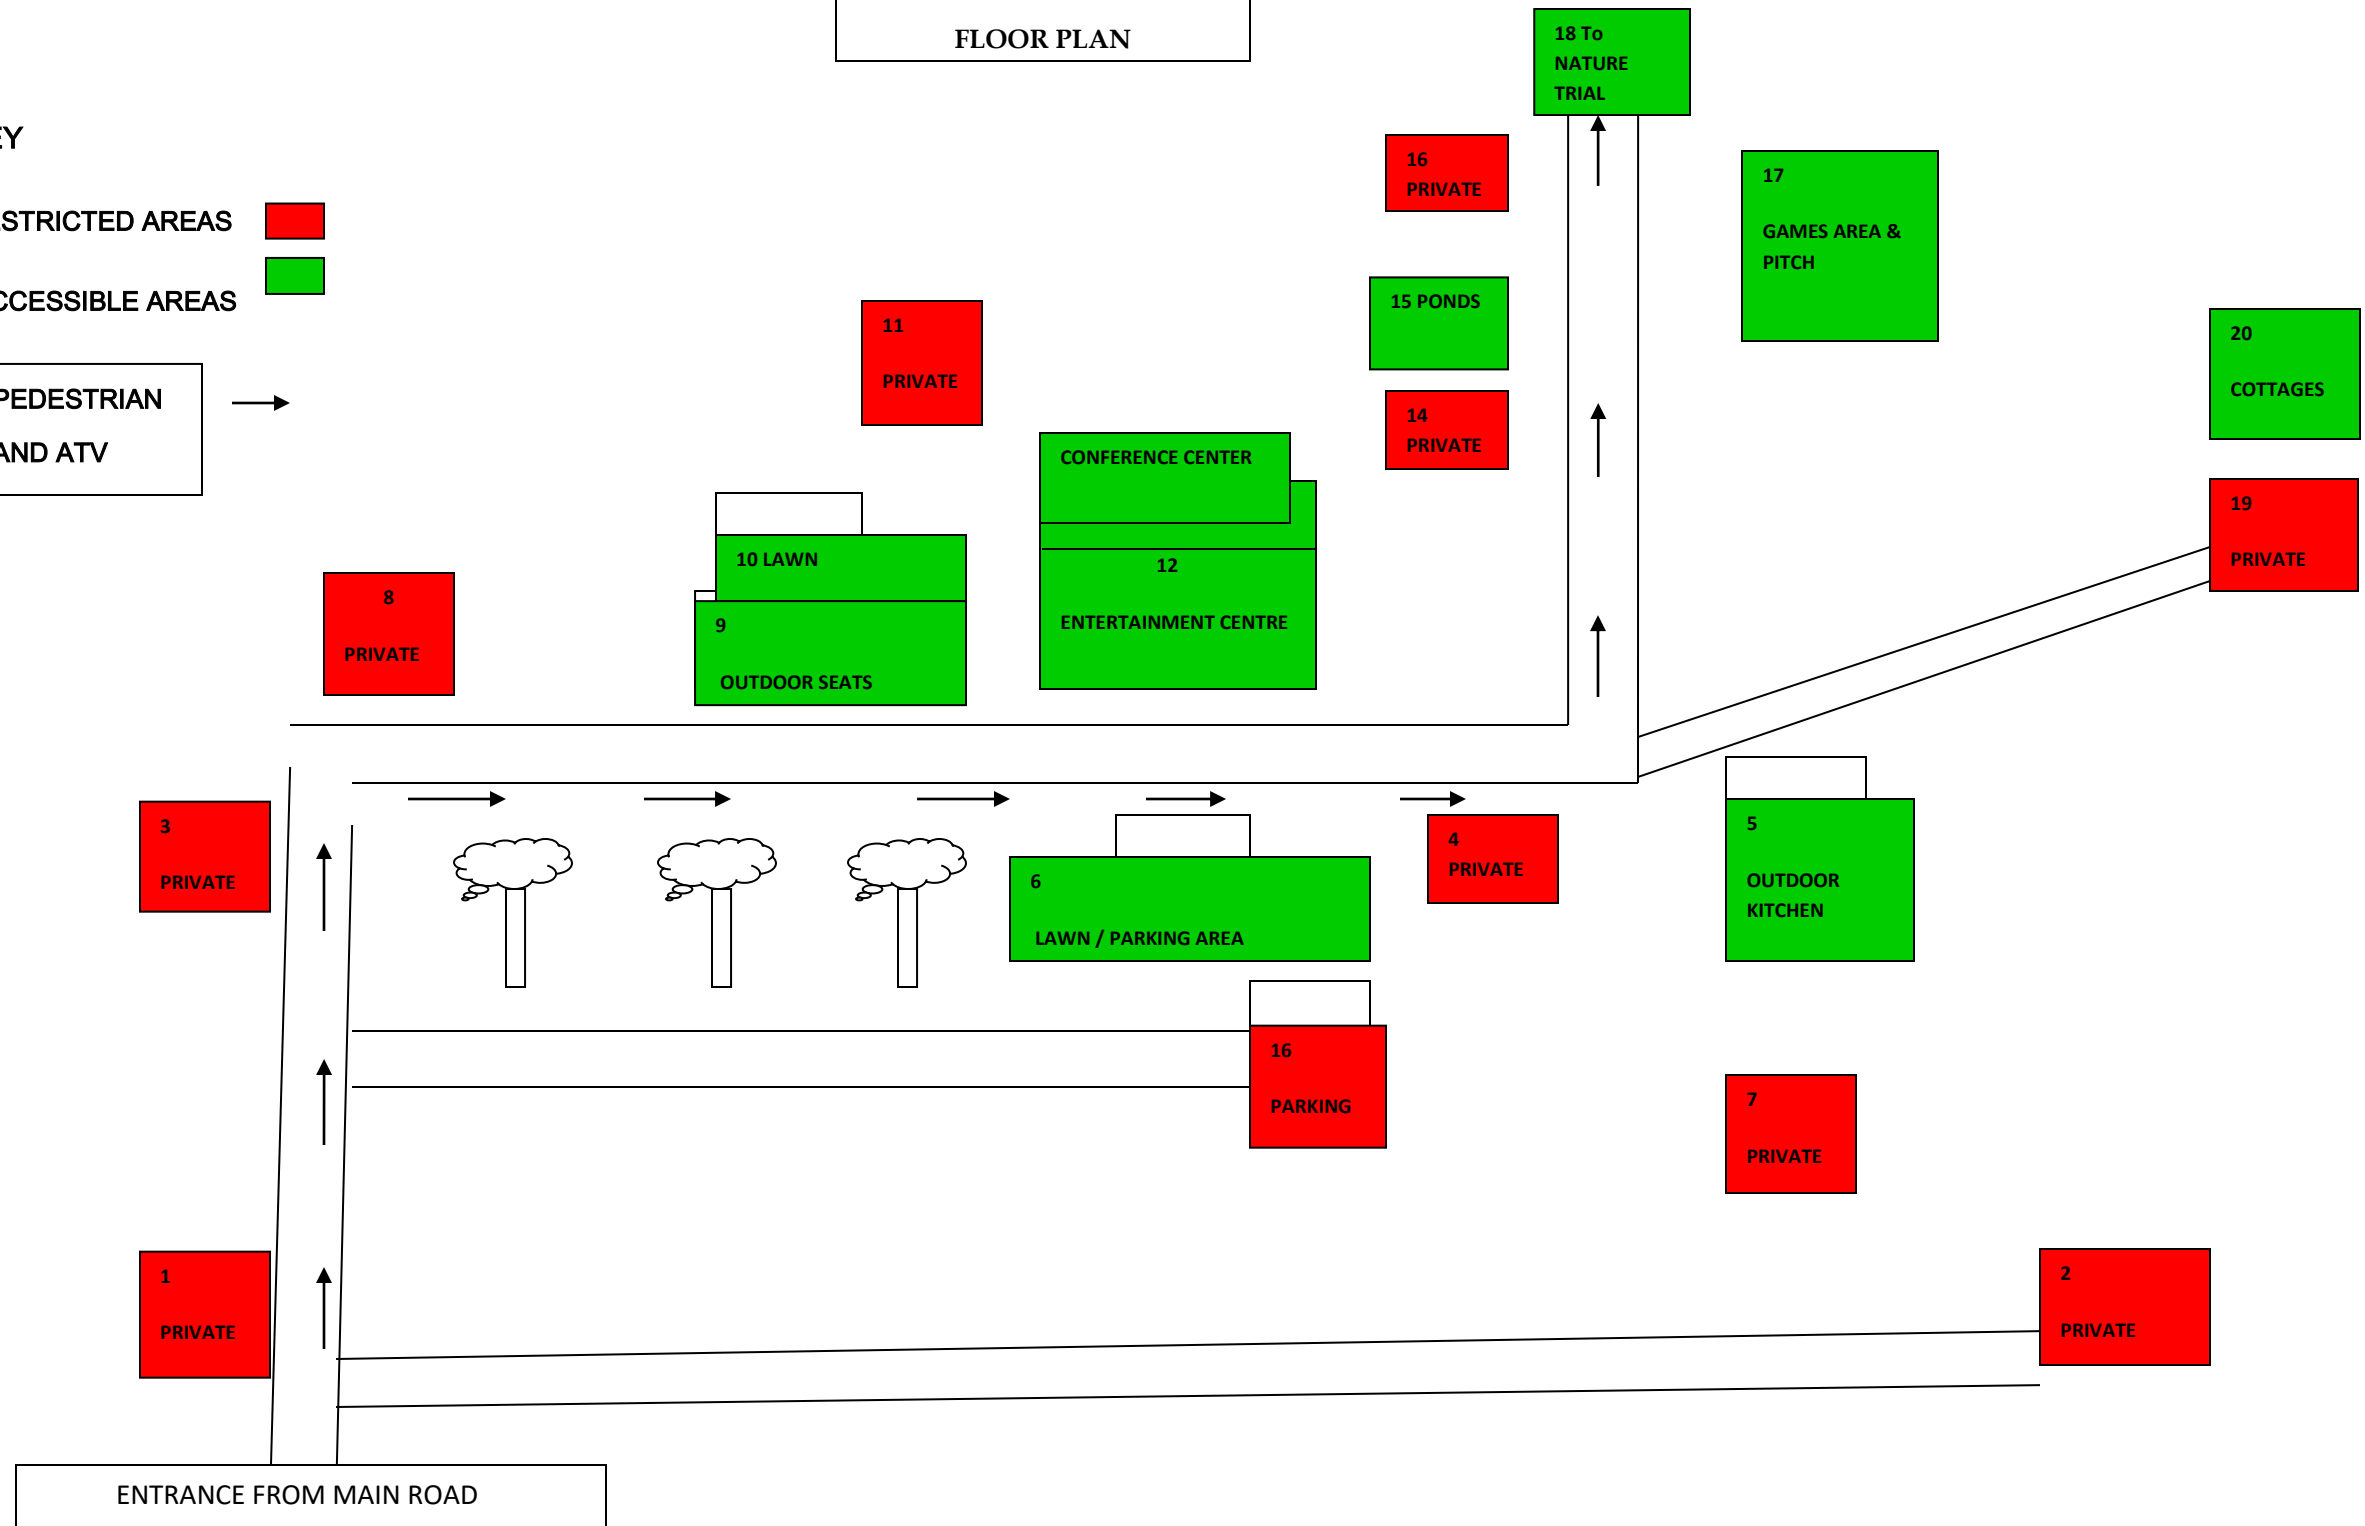 FLOOR PLAN
18 To
NATURE
TRIAL
EY
STRICTED AREAS
CCESSIBLE AREAS
PEDESTRIAN
AND ATV
16
PRIVATE
17
GAMES AREA &
PITCH
15 PONDS
11
PRIVATE
20
COTTAGES
14
PRIVATE
CONFERENCE CENTER
19
PRIVATE
10 LAWN
12
ENTERTAINMENT CENTRE
8
PRIVATE
9
OUTDOOR SEATS
3
PRIVATE
4
PRIVATE
5
OUTDOOR
KITCHEN
6
LAWN / PARKING AREA
16
PARKING
7
PRIVATE
1
PRIVATE
2
PRIVATE
ENTRANCE FROM MAIN ROAD